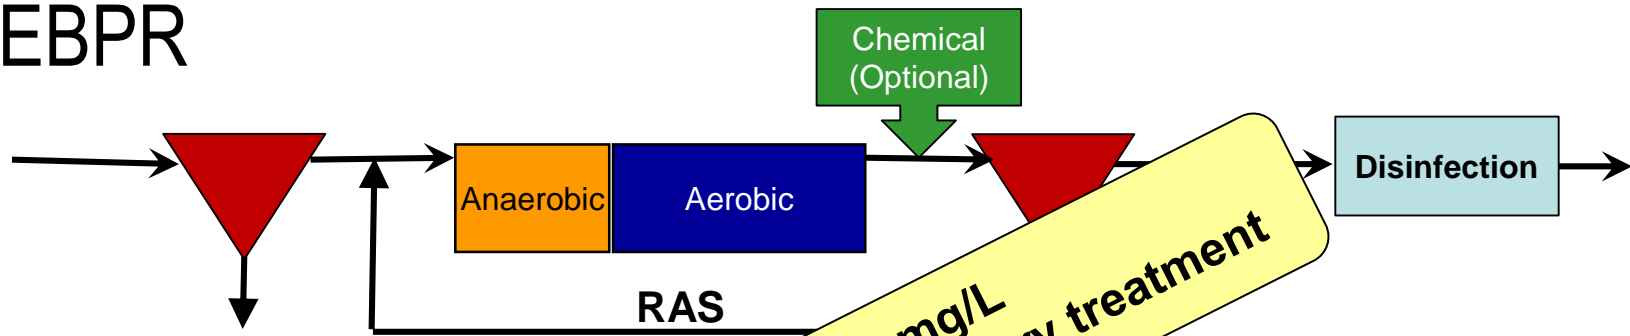 EBPR
Chemical
(Optional)
Anaerobic
Aerobic
Disinfection
RAS
mg/L
treatment